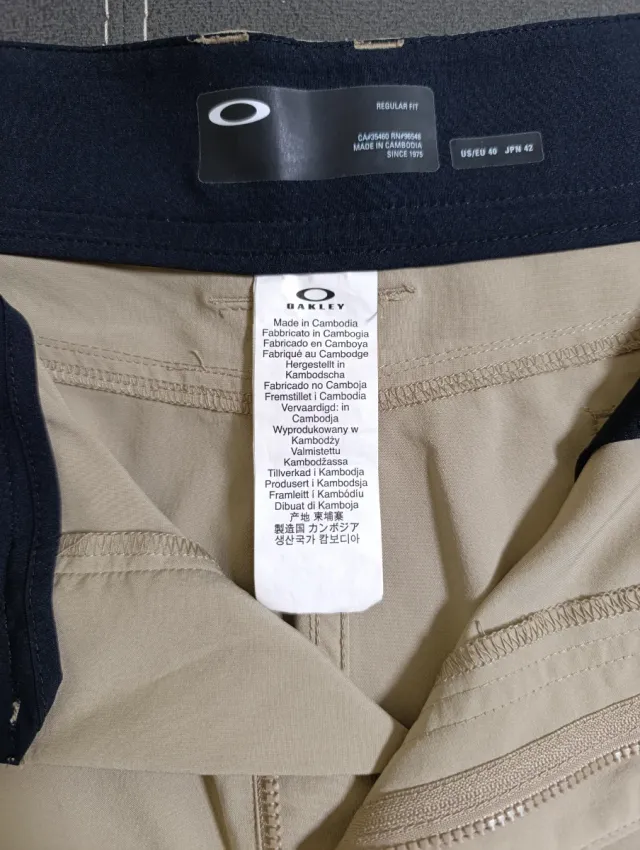 REGULAR FIT
CA#35460 RN#96548
MADE IN CAMBODIA
SINCE 1975
US/EU 40 JPN 42
OAKLEY
Made in Cambodia
Fabbricato in Cambogia
Fabricado en Camboya
Fabriqué au Cambodge
Hergestellt in
Kambodscha
Fabricado no Camboja
Fremstillet i Cambodia
Vervaardigd: in
Cambodja
Wyprodukowany w
Kambodży
Valmistettu
Kambodžassa
Tillverkad i Kambodja
Produsert i Kambodsja
Framleitt í Kambódíu
Dibuat di Kamboja
产地 柬埔寨
製造国 カンボジア
생산국가 캄보디아